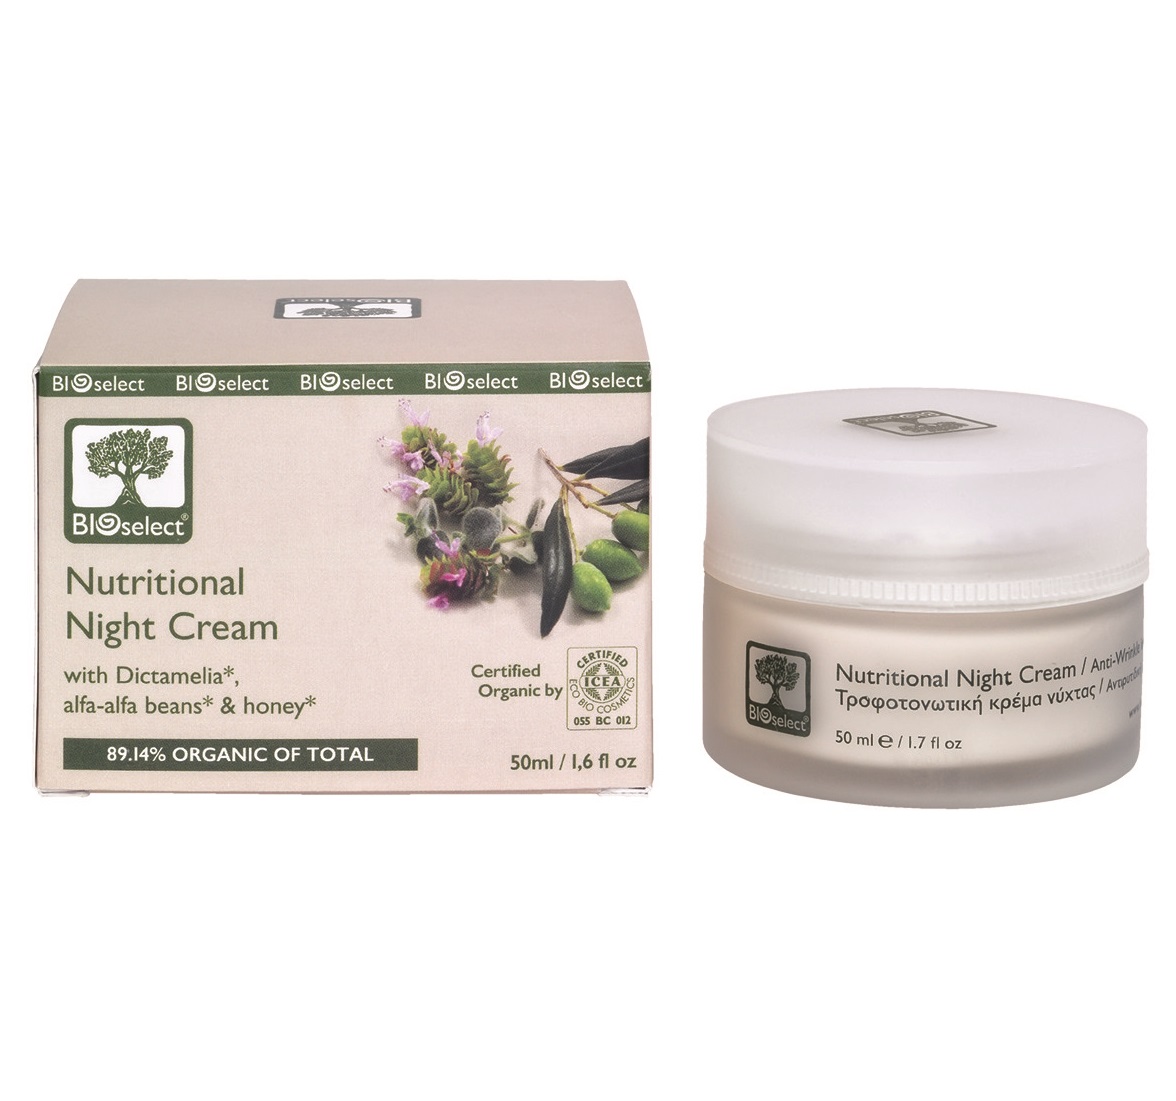 BIOselect
BIOselect BIOselect BIOselect BIOselect BIOselect
BIOselect®
Nutritional
Night Cream
with Dictamelia*,
alfa-alfa beans* & honey*
89.14% ORGANIC OF TOTAL
Certified
Organic by
CERTIFIED
ICEA
ECO BIO COSMETICS
055 BC 012
50ml / 1,6 fl oz
BIOselect
Nutritional Night Cream / Anti-Wrinkle
Τροφοτονωτική κρέμα νύχτας
50 ml e / 1.7 fl oz